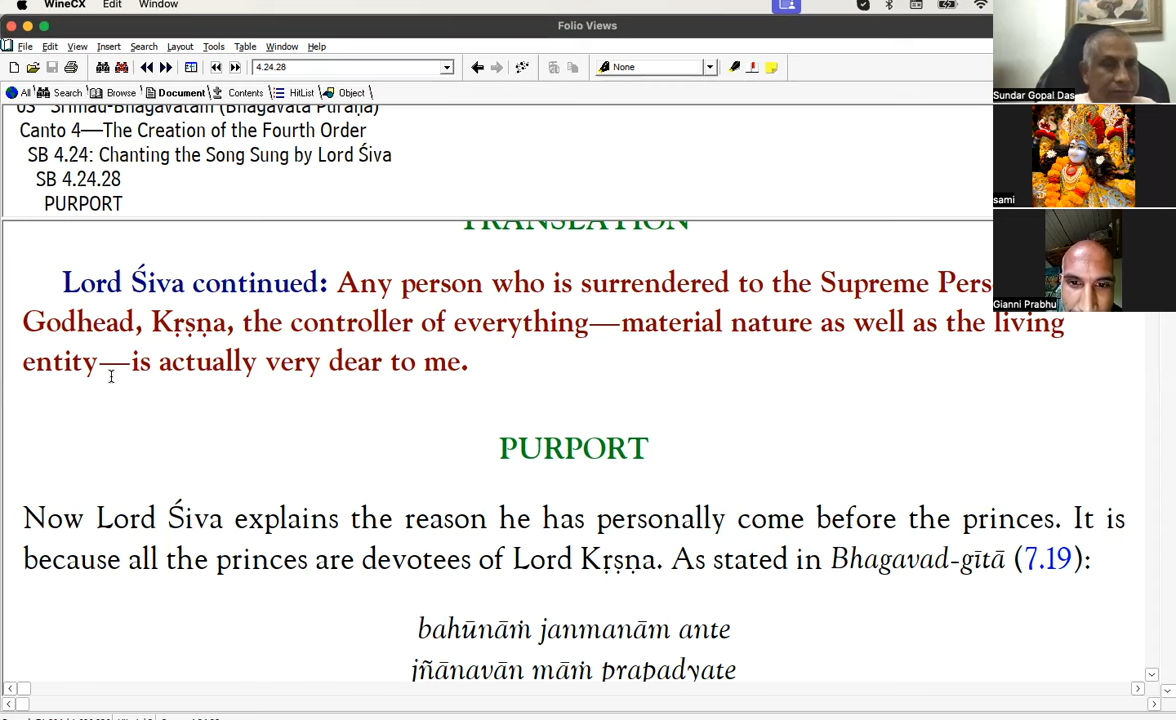 WineCX Edit Window
Folio Views
File Edit View Insert Search Layout Tools Table Window Help
4.24.28
None
All Search Browse Document Contents HitList Object
Srimad-Bhagavatam (Bhagavata Purāṇa)
Canto 4—The Creation of the Fourth Order
SB 4.24: Chanting the Song Sung by Lord Śiva
SB 4.24.28
PURPORT
TRANSLATION
Lord Śiva continued: Any person who is surrendered to the Supreme Pers
Godhead, Kṛṣṇa, the controller of everything—material nature as well as the living
entity—is actually very dear to me.
PURPORT
Now Lord Śiva explains the reason he has personally come before the princes. It is
because all the princes are devotees of Lord Kṛṣṇa. As stated in Bhagavad-gītā (7.19):
bahūnāṁ janmanām ante
jñānavān māṁ prapadyate
Sundar Gopal Das
sami
Gianni Prabhu